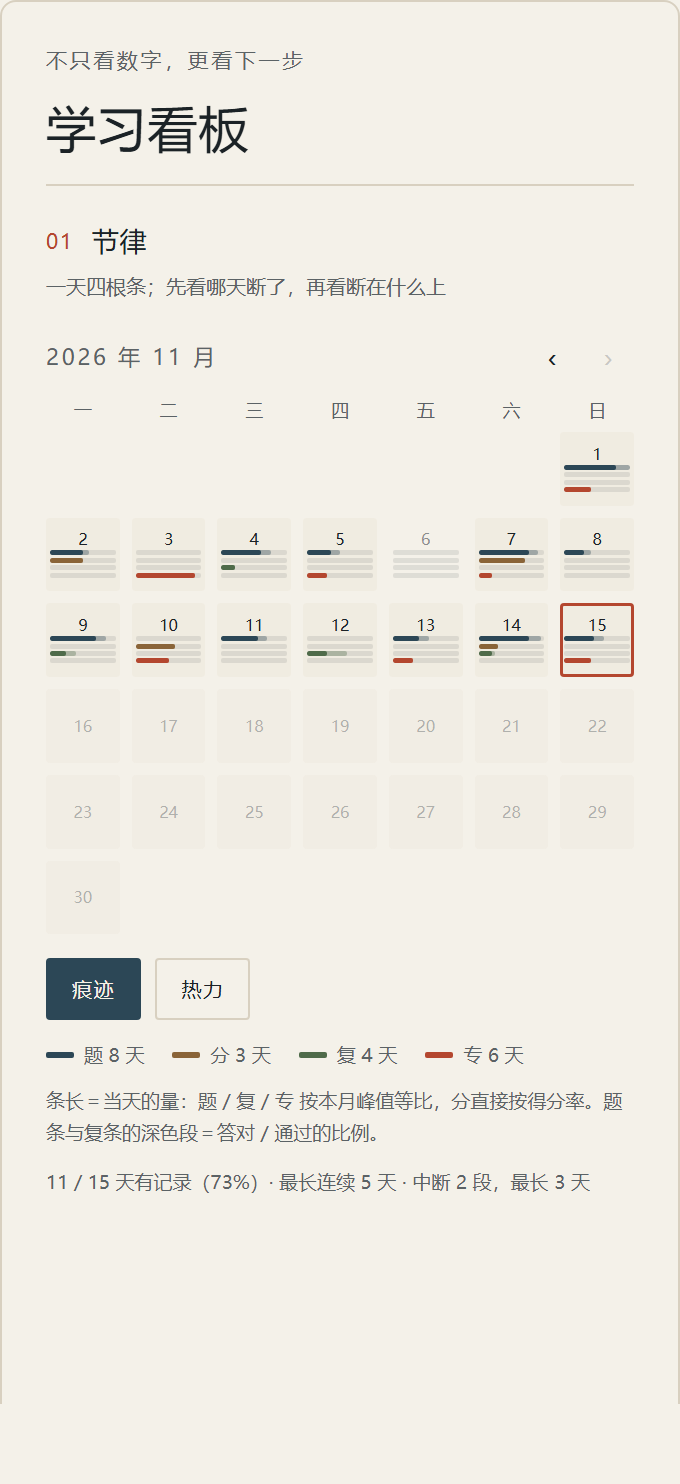 不只看数字，更看下一步
学习看板
01 节律
一天四根条；先看哪天断了，再看断在什么上
2026 年 11 月 ‹ ›
一 二 三 四 五 六 日
1
2 3 4 5 6 7 8
9 10 11 12 13 14 15
16 17 18 19 20 21 22
23 24 25 26 27 28 29
30
痕迹 热力
题 8 天 分 3 天 复 4 天 专 6 天
条长 = 当天的量：题 / 复 / 专 按本月峰值等比，分直接按得分率。题
条与复条的深色段 = 答对 / 通过的比例。
11 / 15 天有记录（73%）· 最长连续 5 天 · 中断 2 段，最长 3 天